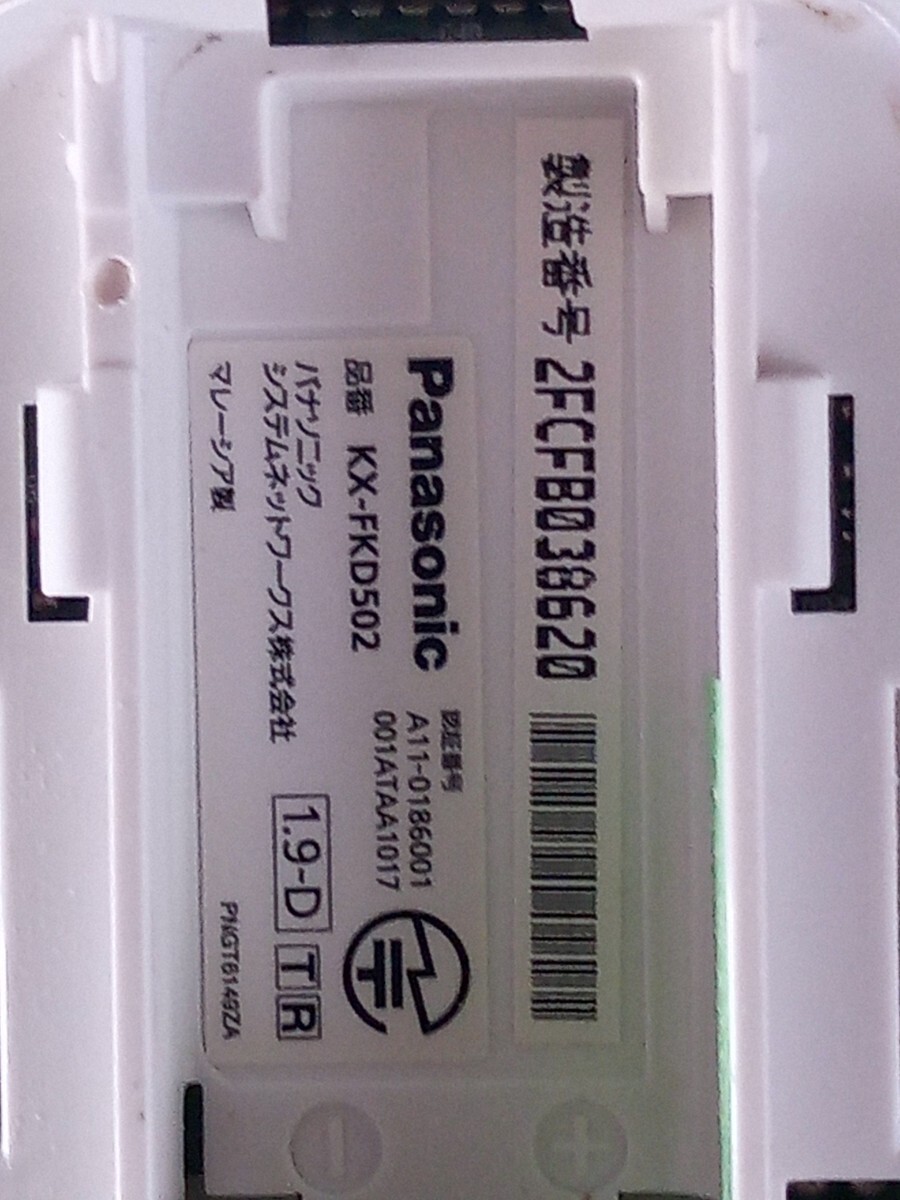 製造番号 2FCFB038620
Panasonic
品番 KX-FKD502
認証番号
A11-0186001
001ATAA1017
パナソニック
システムネットワークス株式会社
1.9-D T R
マレーシア製
PNGT6149ZA